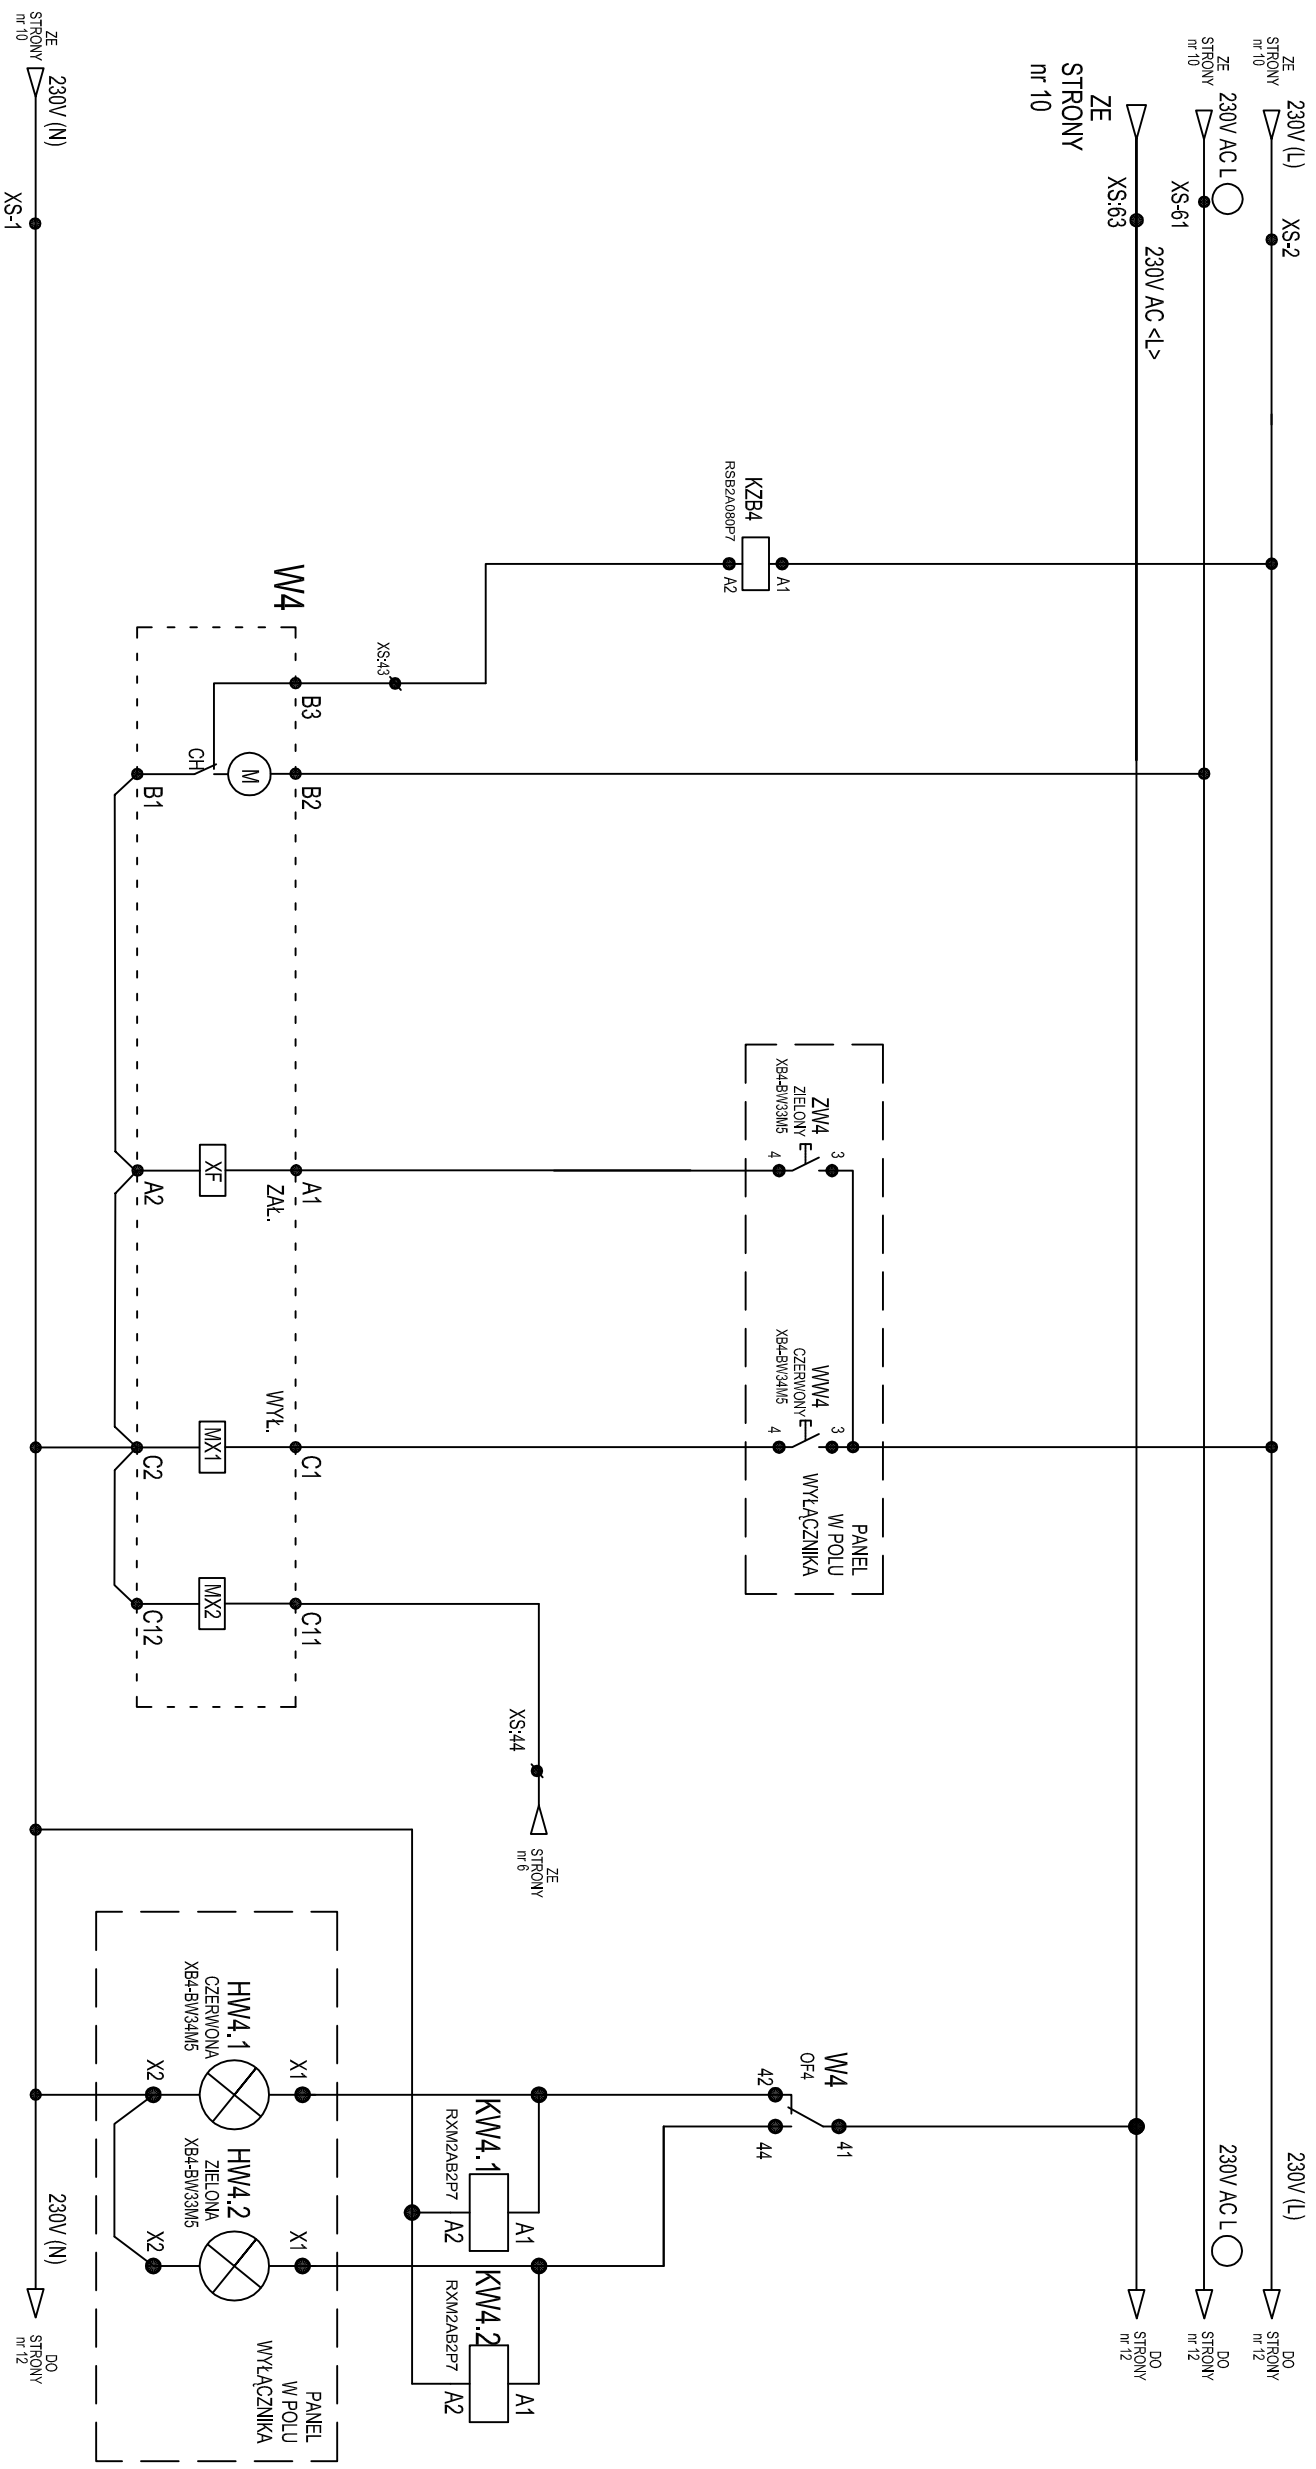 230V (L)
ZE
STRONY
nr 10
XS-2
230V (L)
DO
STRONY
nr 12
230V AC L
ZE
STRONY
nr 10
XS-61
230V AC L
DO
STRONY
nr 12
ZE
STRONY
nr 10
XS:63
230V AC <L>
DO
STRONY
nr 12
KZB4
RSB2A080P7
A1
A2
XS:43
ZW4
ZIELONY
XB4-BW33M5
3
4
WW4
CZERWONY
XB4-BW34M5
3
4
PANEL
W POLU
WYŁĄCZNIKA
W4
OF4
41
42
44
W4
B3
B2
M
CH
B1
A1
ZAŁ.
XF
A2
C1
WYŁ.
MX1
C2
C11
MX2
C12
XS:44
ZE
STRONY
nr 6
KW4.1
RXM2AB2P7
A1
A2
KW4.2
RXM2AB2P7
A1
A2
HW4.1
CZERWONA
XB4-BW34M5
X1
X2
HW4.2
ZIELONA
XB4-BW33M5
X1
X2
PANEL
W POLU
WYŁĄCZNIKA
ZE
STRONY
nr 10
230V (N)
XS-1
230V (N)
DO
STRONY
nr 12